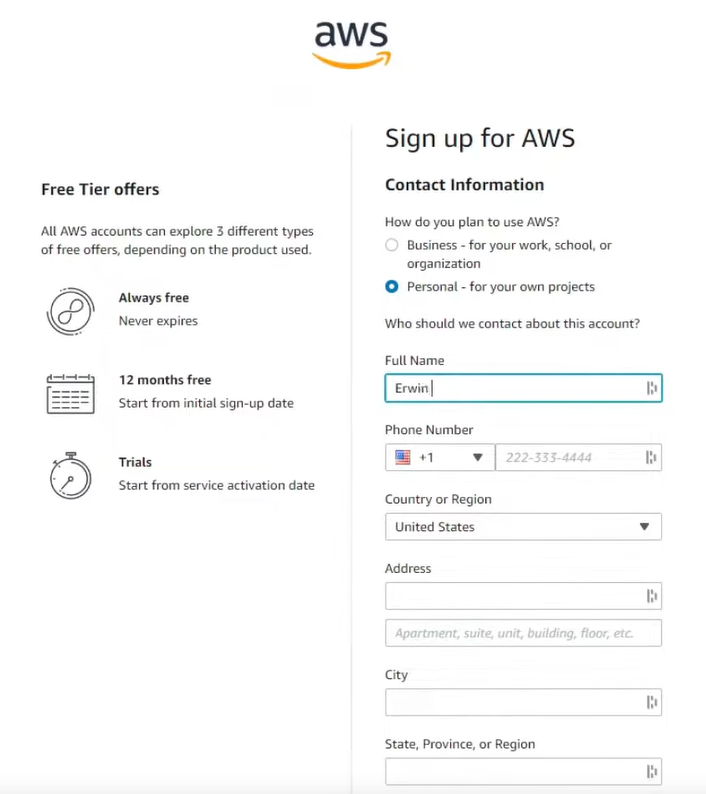 aws
Sign up for AWS
Free Tier offers
All AWS accounts can explore 3 different types
of free offers, depending on the product used.
Always free
Never expires
12 months free
Start from initial sign-up date
Trials
Start from service activation date
Contact Information
How do you plan to use AWS?
Business - for your work, school, or
organization
Personal - for your own projects
Who should we contact about this account?
Full Name
Erwin
Phone Number
+1
222-333-4444
Country or Region
United States
Address
Apartment, suite, unit, building, floor, etc.
City
State, Province, or Region